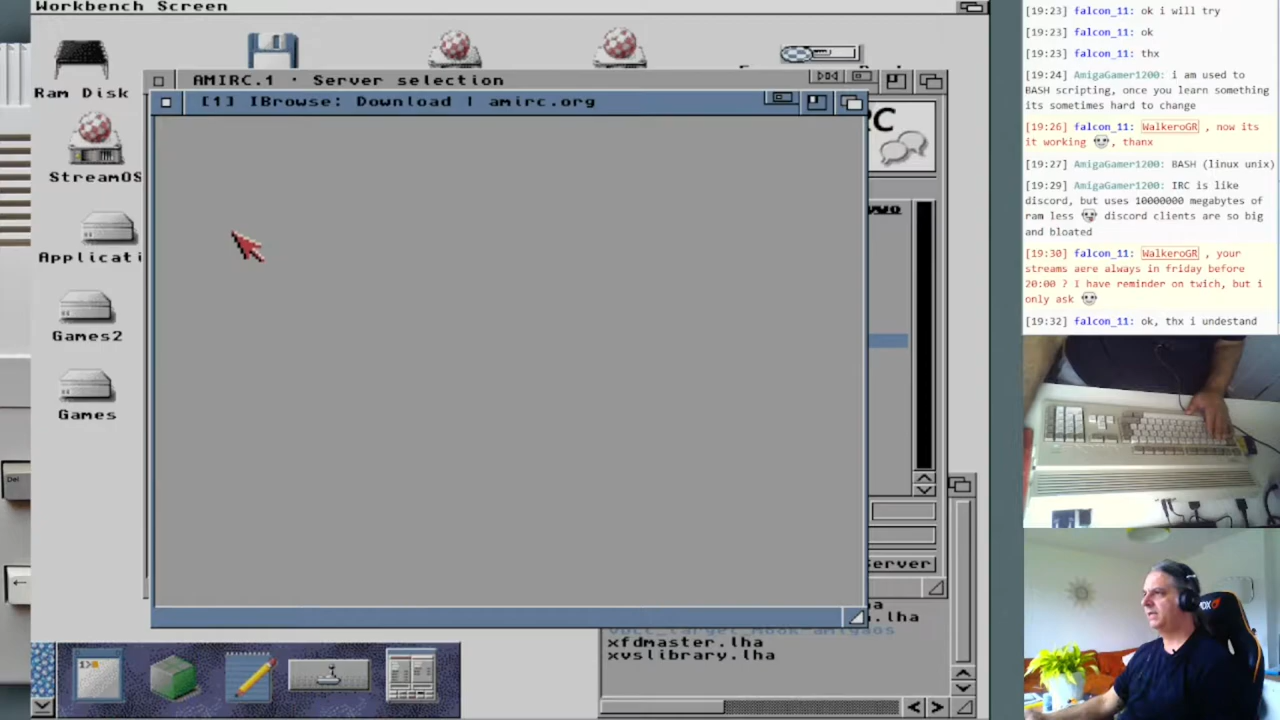 Workbench Screen
Ram Disk
StreamOS
Applicati
Games2
Games
AMIRC.1 · Server selection
[1] IBrowse: Download | amirc.org
RC
erver
.lha
xfdmaster.lha
xvslibrary.lha
1>
Del
[19:23] falcon_11: ok i will try
[19:23] falcon_11: ok
[19:23] falcon_11: thx
[19:24] AmigaGamer1200: i am used to
BASH scripting, once you learn something
its sometimes hard to change
[19:26] falcon_11: WalkeroGR , now its
it working , thanx
[19:27] AmigaGamer1200: BASH (linux unix)
[19:29] AmigaGamer1200: IRC is like
discord, but uses 10000000 megabytes of
ram less discord clients are so big
and bloated
[19:30] falcon_11: WalkeroGR , your
streams aere always in friday before
20:00 ? I have reminder on twich, but i
only ask
[19:32] falcon_11: ok, thx i undestand